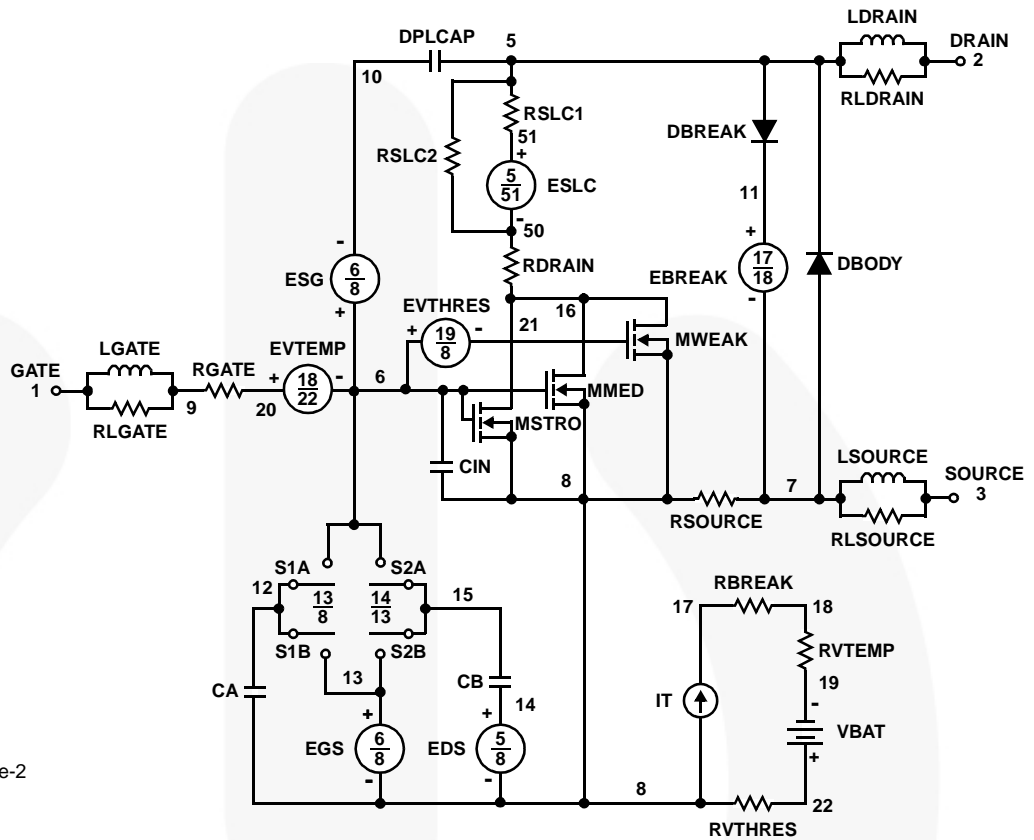 LDRAIN
DPLCAP 5 DRAIN
2
10
RLDRAIN
RSLC1
DBREAK
51
RSLC2
+
5
51
ESLC
-
50
11
-
+
RDRAIN
17
18
EBREAK
DBODY
6
8
ESG
-
+
EVTHRES
16
21
+
19
8
-
MWEAK
LGATE
EVTEMP
GATE
1
RGATE
+
18
22
-
6
MMED
9
20
MSTRO
RLGATE
CIN
8
7
LSOURCE
SOURCE
3
RSOURCE
RLSOURCE
S1A
S2A
12
13
8
14
13
15
RBREAK
17
18
S1B
S2B
RVTEMP
13
CA
CB
19
IT
-
14
+
+
VBAT
EGS
6
8
EDS
5
8
+
-
-
8
22
RVTHRES
e-2